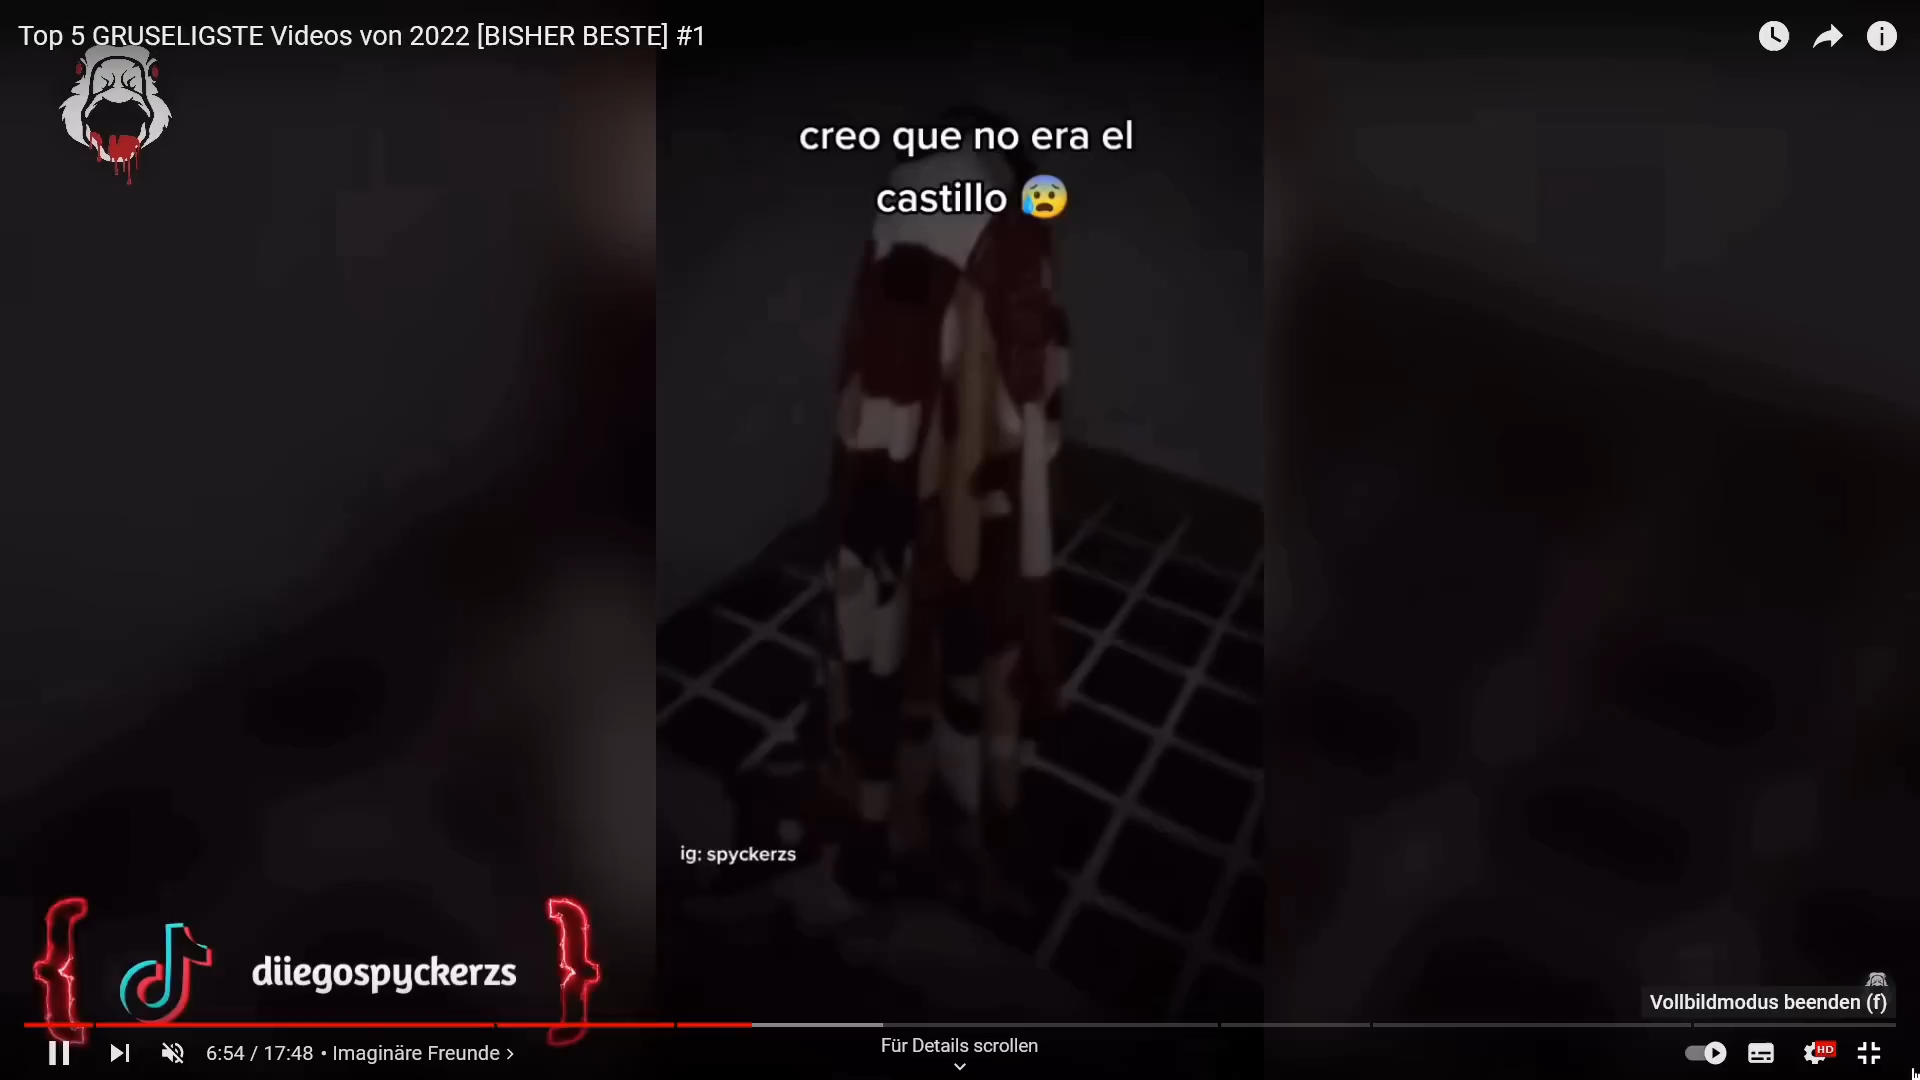 Top 5 GRUSELIGSTE Videos von 2022 [BISHER BESTE] #1
creo que no era el
castillo 😰
ig: spyckerzs
diiegospyckerzs
Vollbildmodus beenden (f)
6:54 / 17:48 • Imaginäre Freunde ›
Für Details scrollen
HD